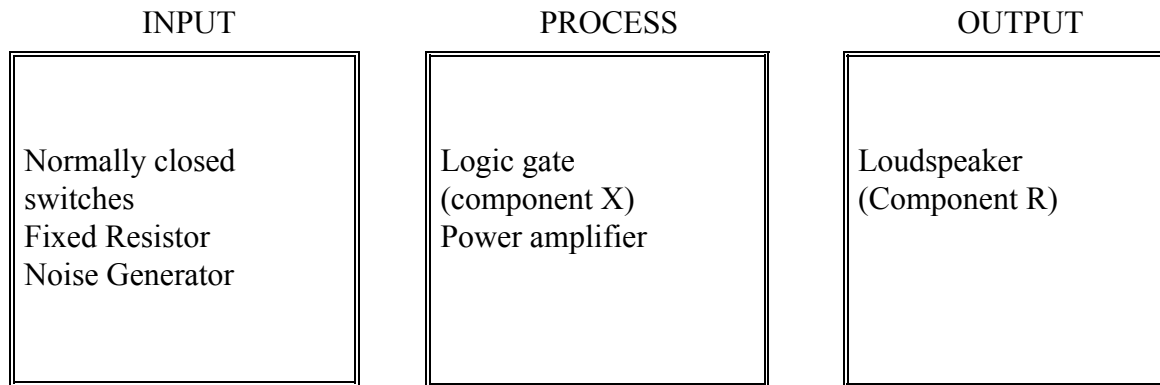 INPUT
PROCESS
OUTPUT
Normally closed
switches
Fixed Resistor
Noise Generator
Logic gate
(component X)
Power amplifier
Loudspeaker
(Component R)